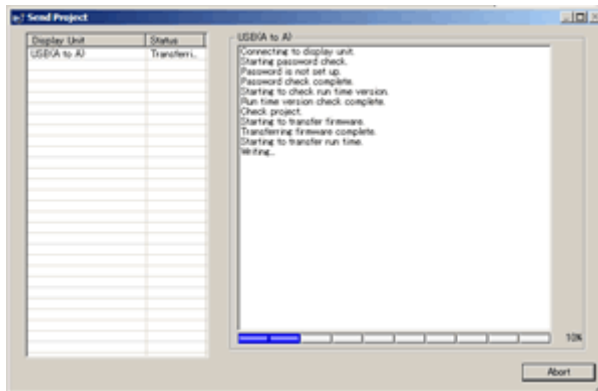 Send Project
Display Unit
Status
USB(A to A)
Transferri..
USB(A to A)
Connecting to display unit.
Starting password check.
Password is not set up.
Password check complete.
Starting to check run time version.
Run time version check complete.
Check project.
Starting to transfer firmware.
Transferring firmware complete.
Starting to transfer run time.
Writing...
10%
Abort